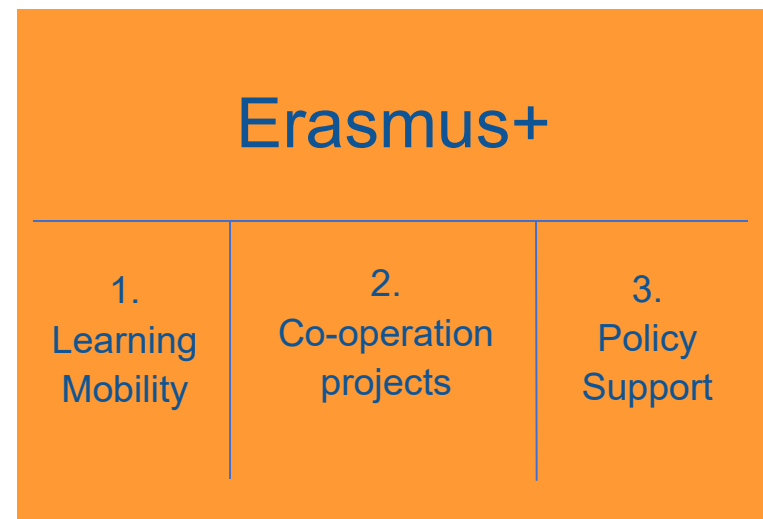 Erasmus+
1.
Learning
Mobility
2.
Co-operation
projects
3.
Policy
Support